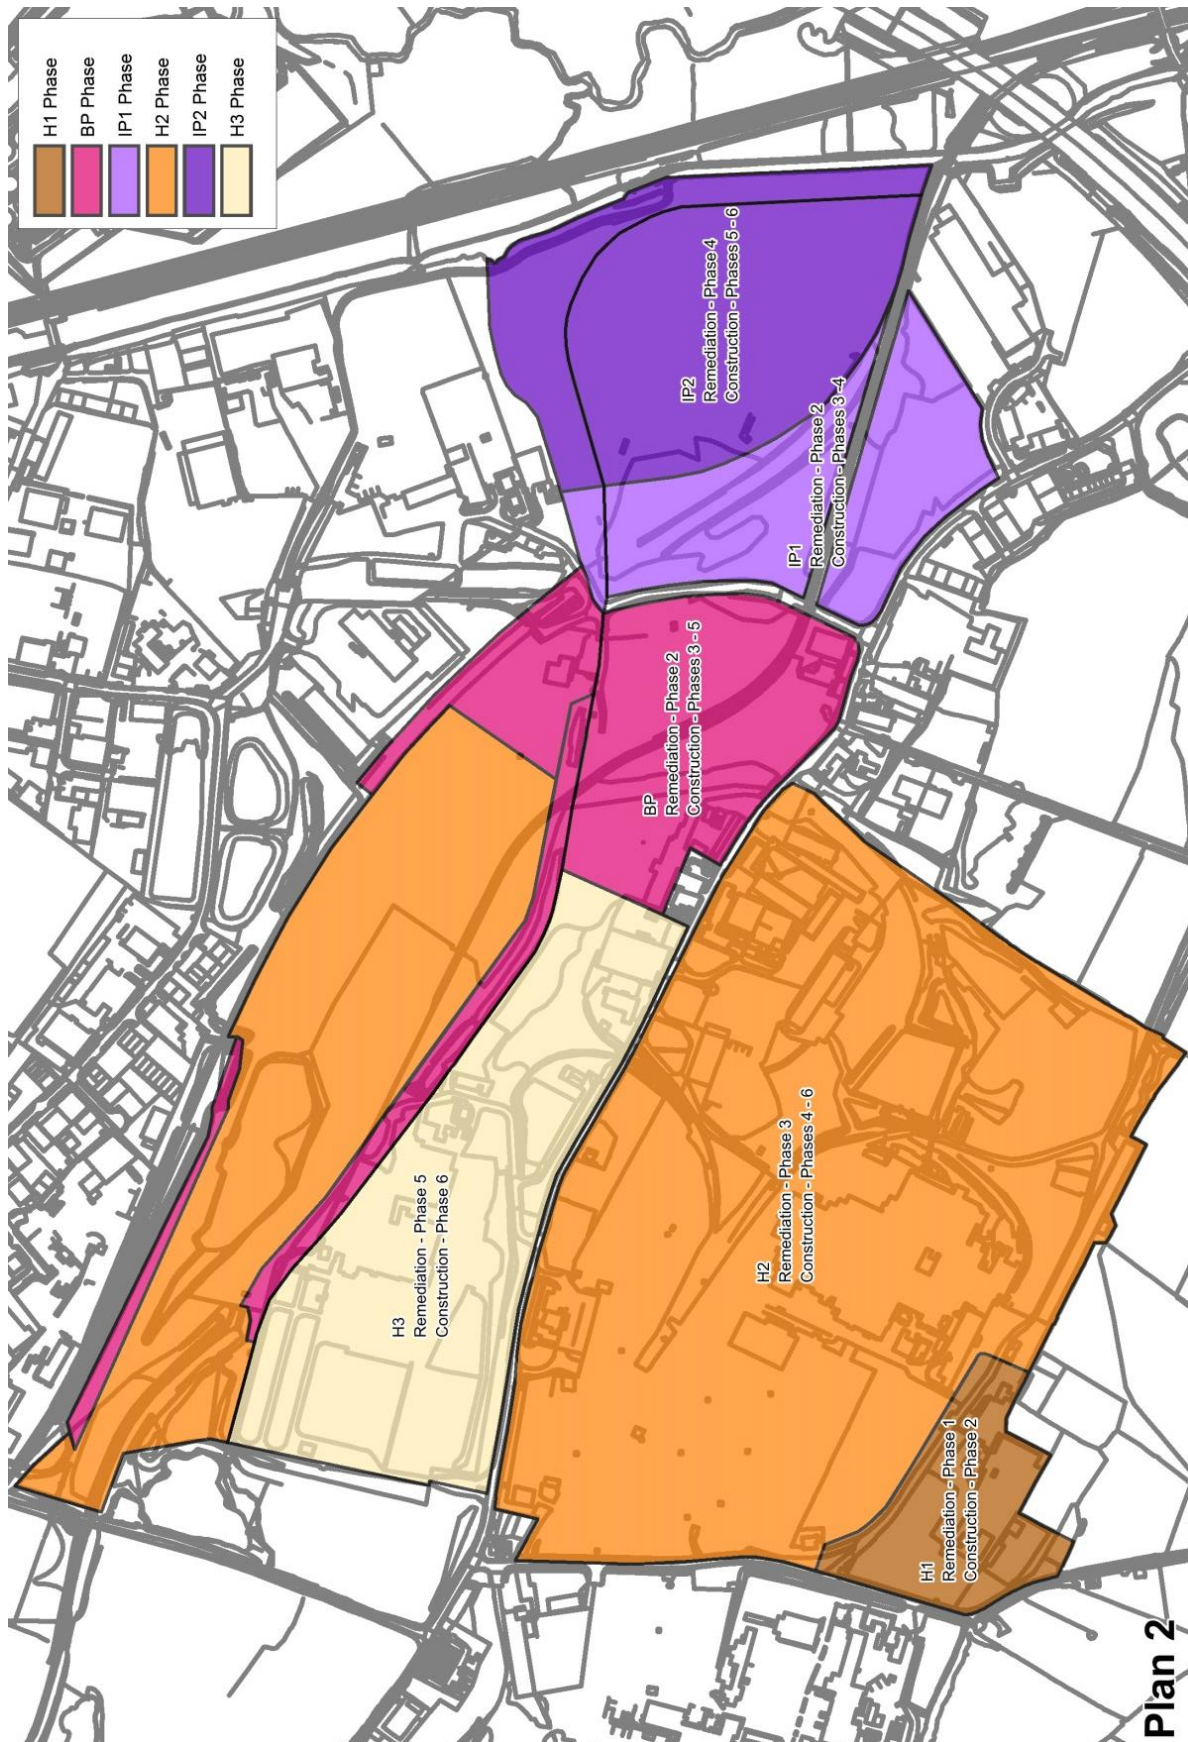 H1 Phase
BP Phase
IP1 Phase
H2 Phase
IP2 Phase
H3 Phase
IP2
Remediation - Phase 4
Construction - Phases 5 - 6
IP1
Remediation - Phase 2
Construction - Phases 3-4
BP
Remediation - Phase 2
Construction - Phases 3 - 5
H3
Remediation - Phase 5
Construction - Phase 6
H2
Remediation - Phase 3
Construction - Phases 4 - 6
H1
Remediation - Phase 1
Construction - Phase 2
Plan 2